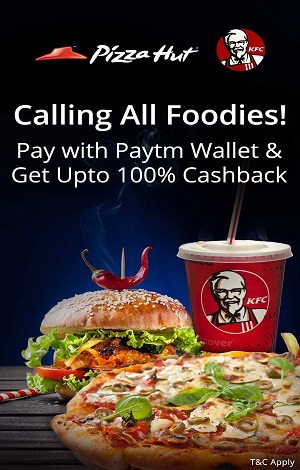 Pizza Hut
KFC
Calling All Foodies!
Pay with Paytm Wallet &
Get Upto 100% Cashback
KFC
T&C Apply